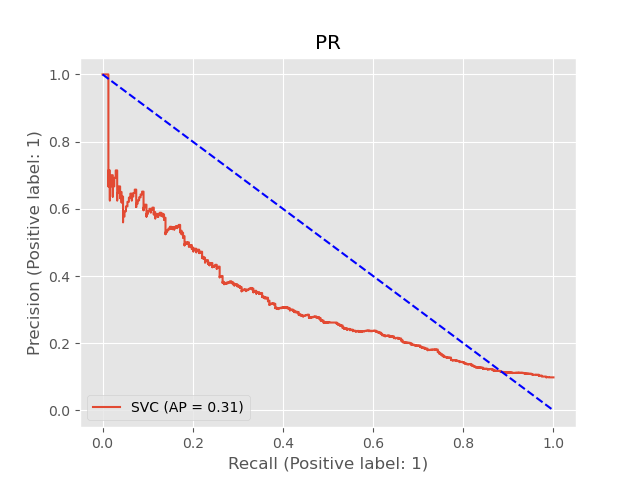 PR
1.0
0.8
0.6
0.4
0.2
0.0
Precision (Positive label: 1)
SVC (AP = 0.31)
0.0 0.2 0.4 0.6 0.8 1.0
Recall (Positive label: 1)